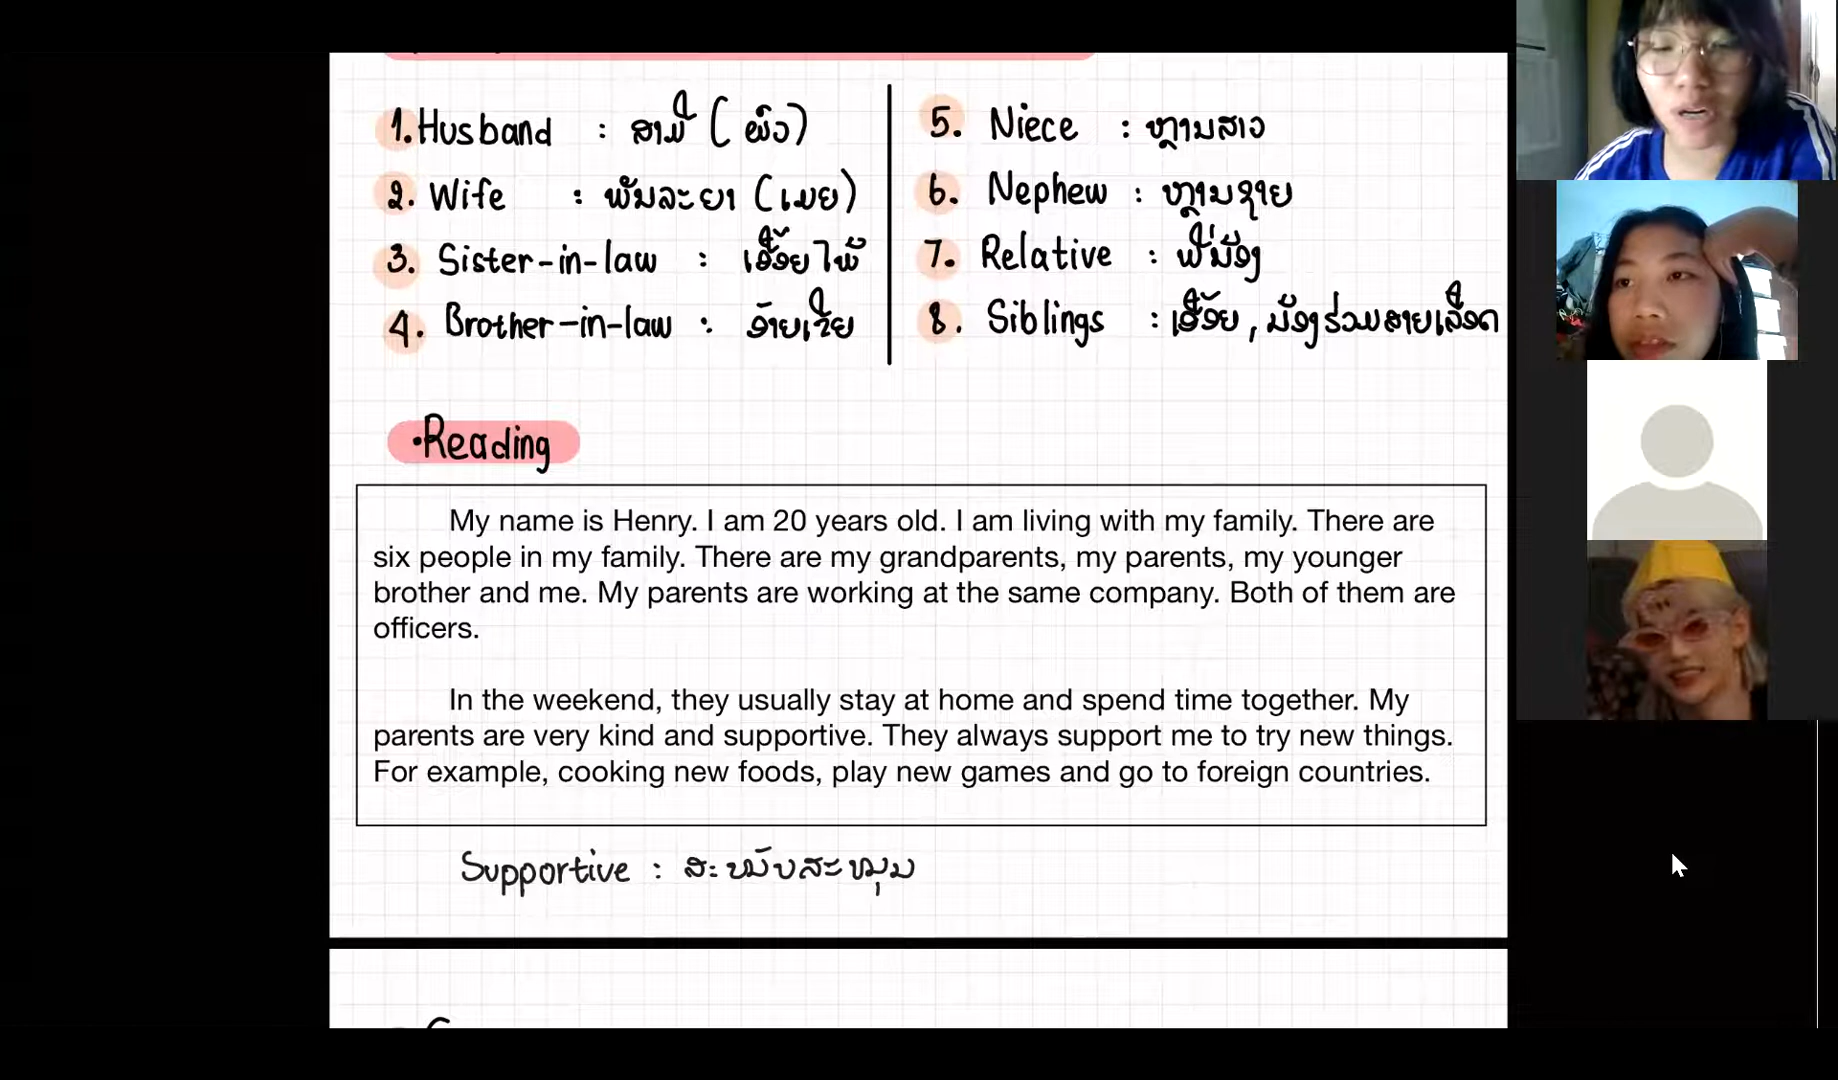 1. Husband : ສາມີ (ຜົວ)
2. Wife : ພັນລະຍາ (ເມຍ)
3. Sister-in-law : ເອື້ອຍໄພ້
4. Brother-in-law : ອ້າຍເຂີຍ
5. Niece : ຫຼານສາວ
6. Nephew : ຫຼານຊາຍ
7. Relative : ພີ່ນ້ອງ
8. Siblings : ເອື້ອຍ, ນ້ອງຮ່ວມສາຍເລືອດ
•Reading
My name is Henry. I am 20 years old. I am living with my family. There are
six people in my family. There are my grandparents, my parents, my younger
brother and me. My parents are working at the same company. Both of them are
officers.
In the weekend, they usually stay at home and spend time together. My
parents are very kind and supportive. They always support me to try new things.
For example, cooking new foods, play new games and go to foreign countries.
Supportive : ສະໜັບສະໜຸນ